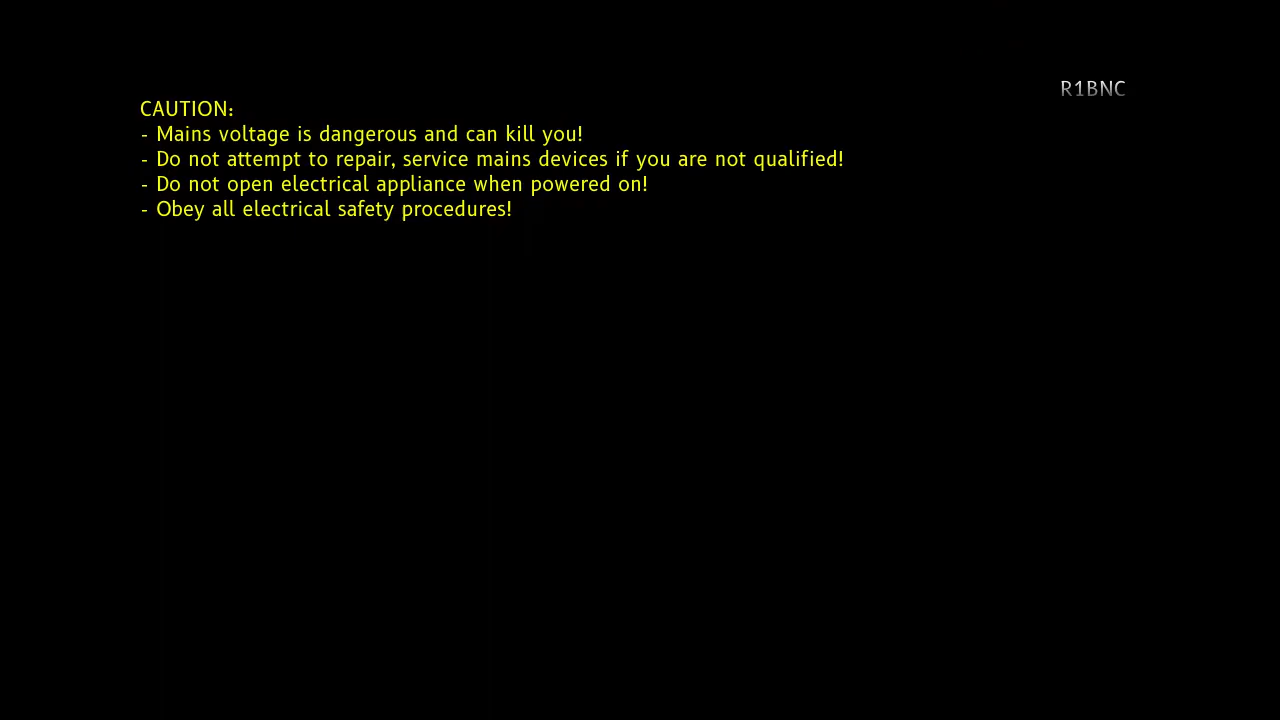 R1BNC
CAUTION:
- Mains voltage is dangerous and can kill you!
- Do not attempt to repair, service mains devices if you are not qualified!
- Do not open electrical appliance when powered on!
- Obey all electrical safety procedures!